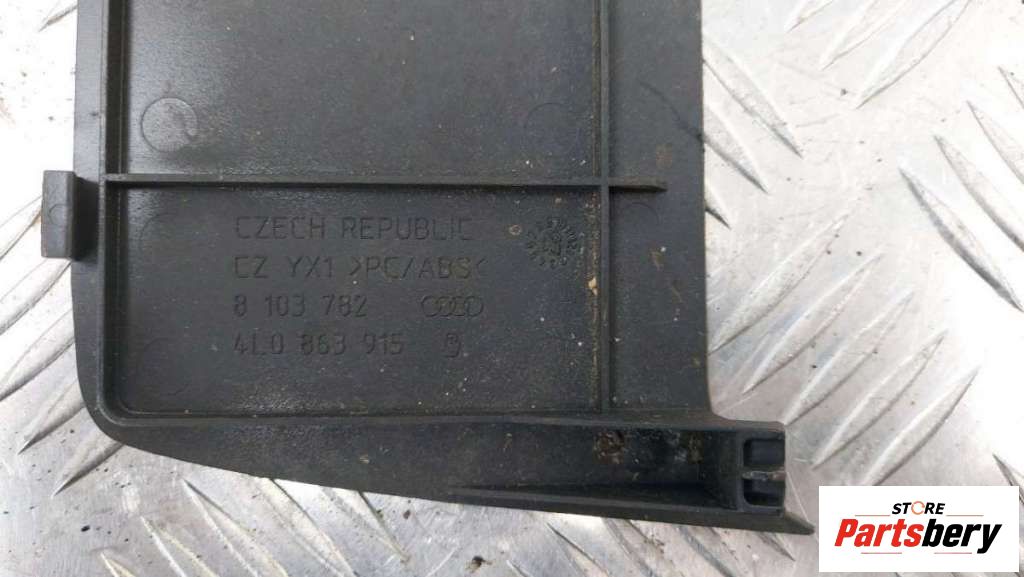 CZECH REPUBLIC
CZ YX1 >PC/ABS<
8 103 782
4L0 863 915
STORE
Partsbery